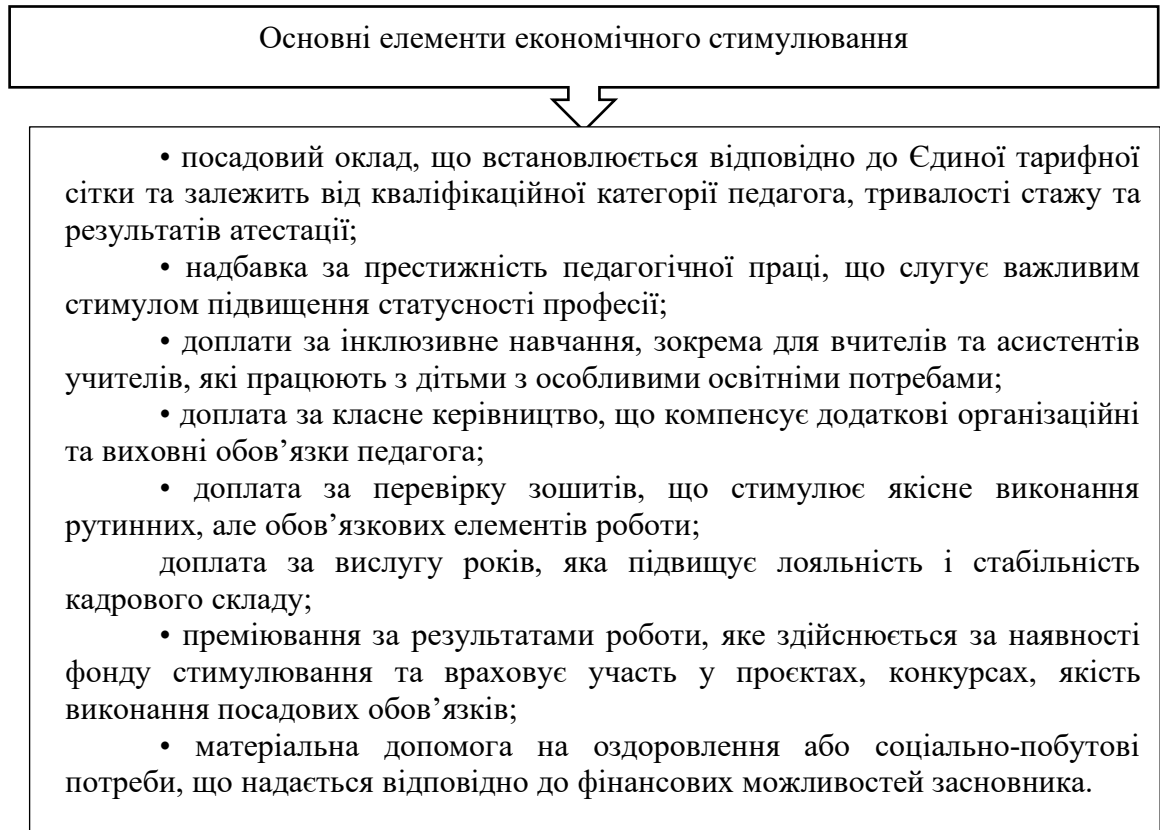 Основні елементи економічного стимулювання
• посадовий оклад, що встановлюється відповідно до Єдиної тарифної
сітки та залежить від кваліфікаційної категорії педагога, тривалості стажу та
результатів атестації;
• надбавка за престижність педагогічної праці, що слугує важливим
стимулом підвищення статусності професії;
• доплати за інклюзивне навчання, зокрема для вчителів та асистентів
учителів, які працюють з дітьми з особливими освітніми потребами;
• доплата за класне керівництво, що компенсує додаткові організаційні
та виховні обов’язки педагога;
• доплата за перевірку зошитів, що стимулює якісне виконання
рутинних, але обов’язкових елементів роботи;
доплата за вислугу років, яка підвищує лояльність і стабільність
кадрового складу;
• преміювання за результатами роботи, яке здійснюється за наявності
фонду стимулювання та враховує участь у проєктах, конкурсах, якість
виконання посадових обов’язків;
• матеріальна допомога на оздоровлення або соціально-побутові
потреби, що надається відповідно до фінансових можливостей засновника.